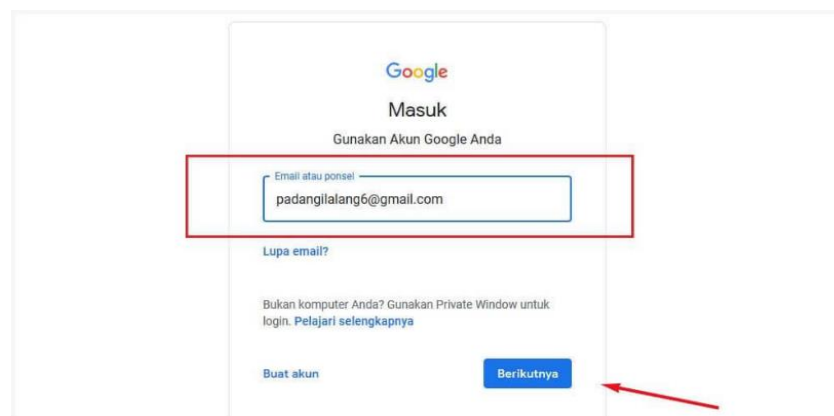 Google
Masuk
Gunakan Akun Google Anda
Email atau ponsel
padangilalang6@gmail.com
Lupa email?
Bukan komputer Anda? Gunakan Private Window untuk
login. Pelajari selengkapnya
Buat akun
Berikutnya